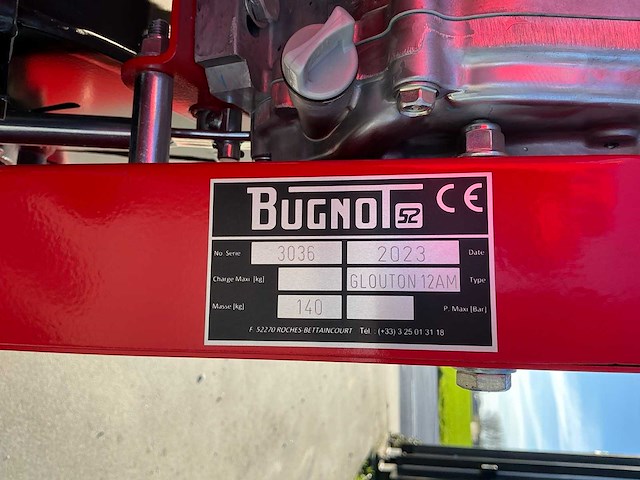 BUGNOT 52 CE
No. Serie 3036 2023 Date
Charge Maxi [kg] GLOUTON 12AM Type
Masse [kg] 140 P. Maxi [Bar]
F. 52270 ROCHES-BETTAINCOURT Tél : (+33) 3 25 01 31 18